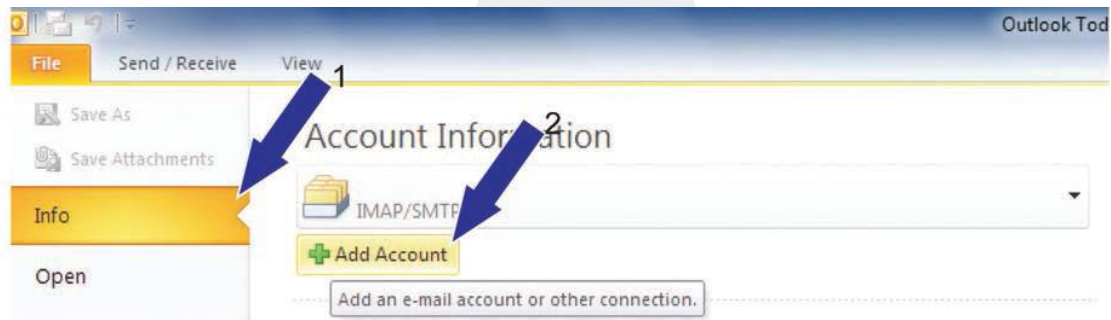 Outlook Tod
File Send / Receive View
1
Save As
2
Account Information
Save Attachments
IMAP/SMTP
Info
Add Account
Open
Add an e-mail account or other connection.